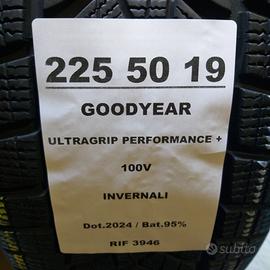 225 50 19
GOODYEAR
ULTRAGRIP PERFORMANCE +
100V
INVERNALI
Dot.2024 / Bat.95%
RIF 3946
subito